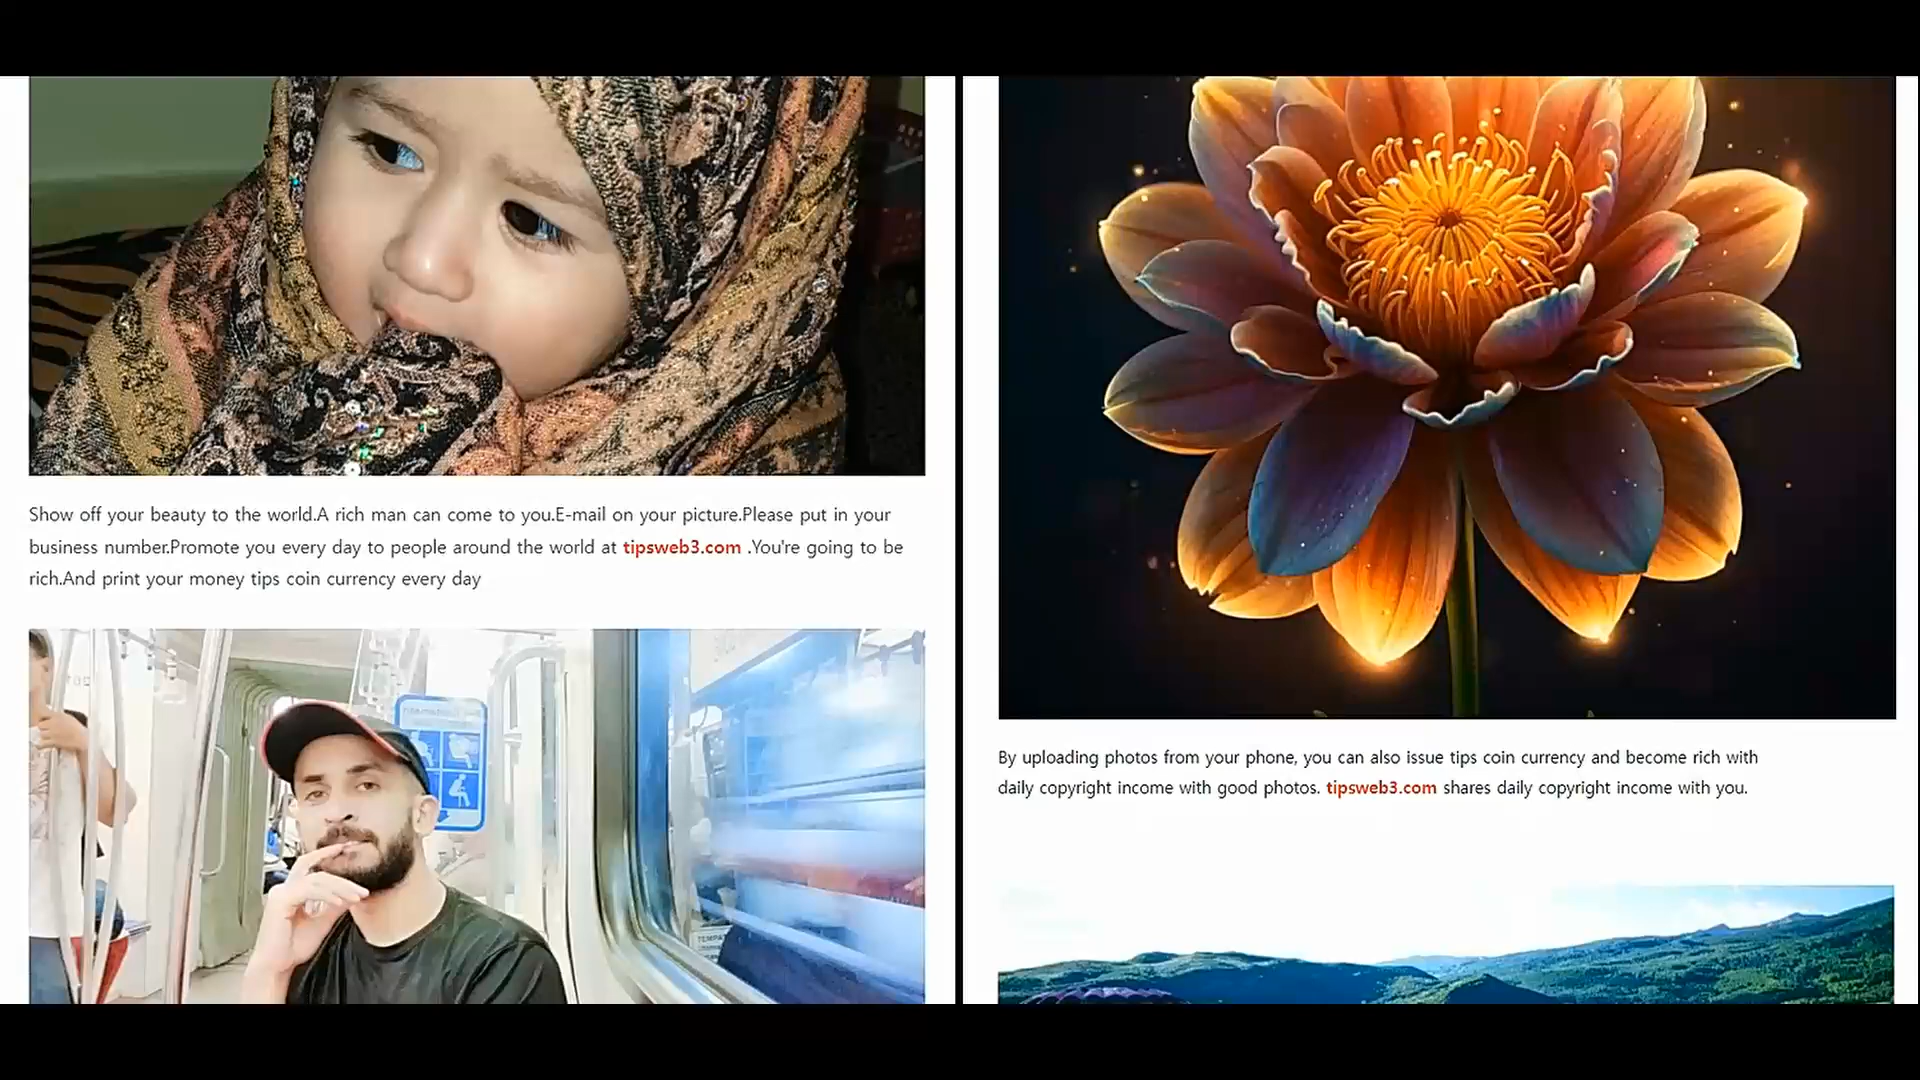 Show off your beauty to the world.A rich man can come to you.E-mail on your picture.Please put in your
business number.Promote you every day to people around the world at tipsweb3.com .You're going to be
rich.And print your money tips coin currency every day
By uploading photos from your phone, you can also issue tips coin currency and become rich with
daily copyright income with good photos. tipsweb3.com shares daily copyright income with you.